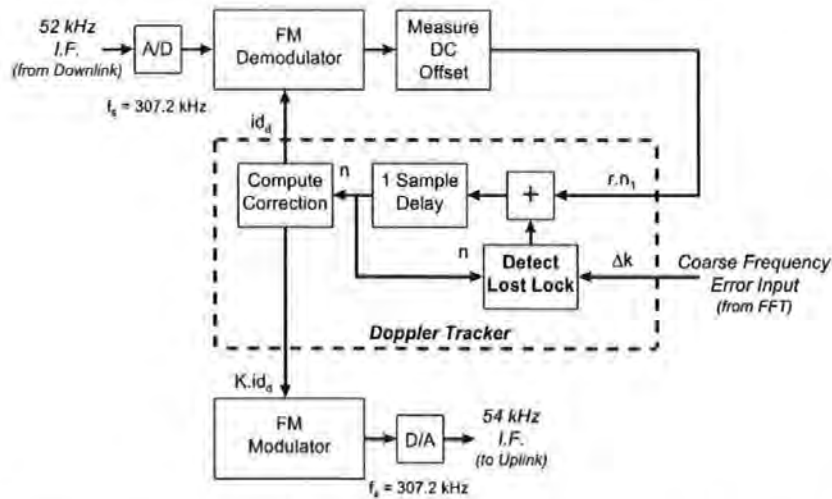 52 kHz
I.F.
(from Downlink)
A/D
FM
Demodulator
Measure
DC
Offset
fs = 307.2 kHz
idd
Compute
Correction
n
1 Sample
Delay
+
r.n1
n
Detect
Lost Lock
Δk
Coarse Frequency
Error Input
(from FFT)
Doppler Tracker
K.idd
FM
Modulator
D/A
54 kHz
I.F.
(to Uplink)
fs = 307.2 kHz